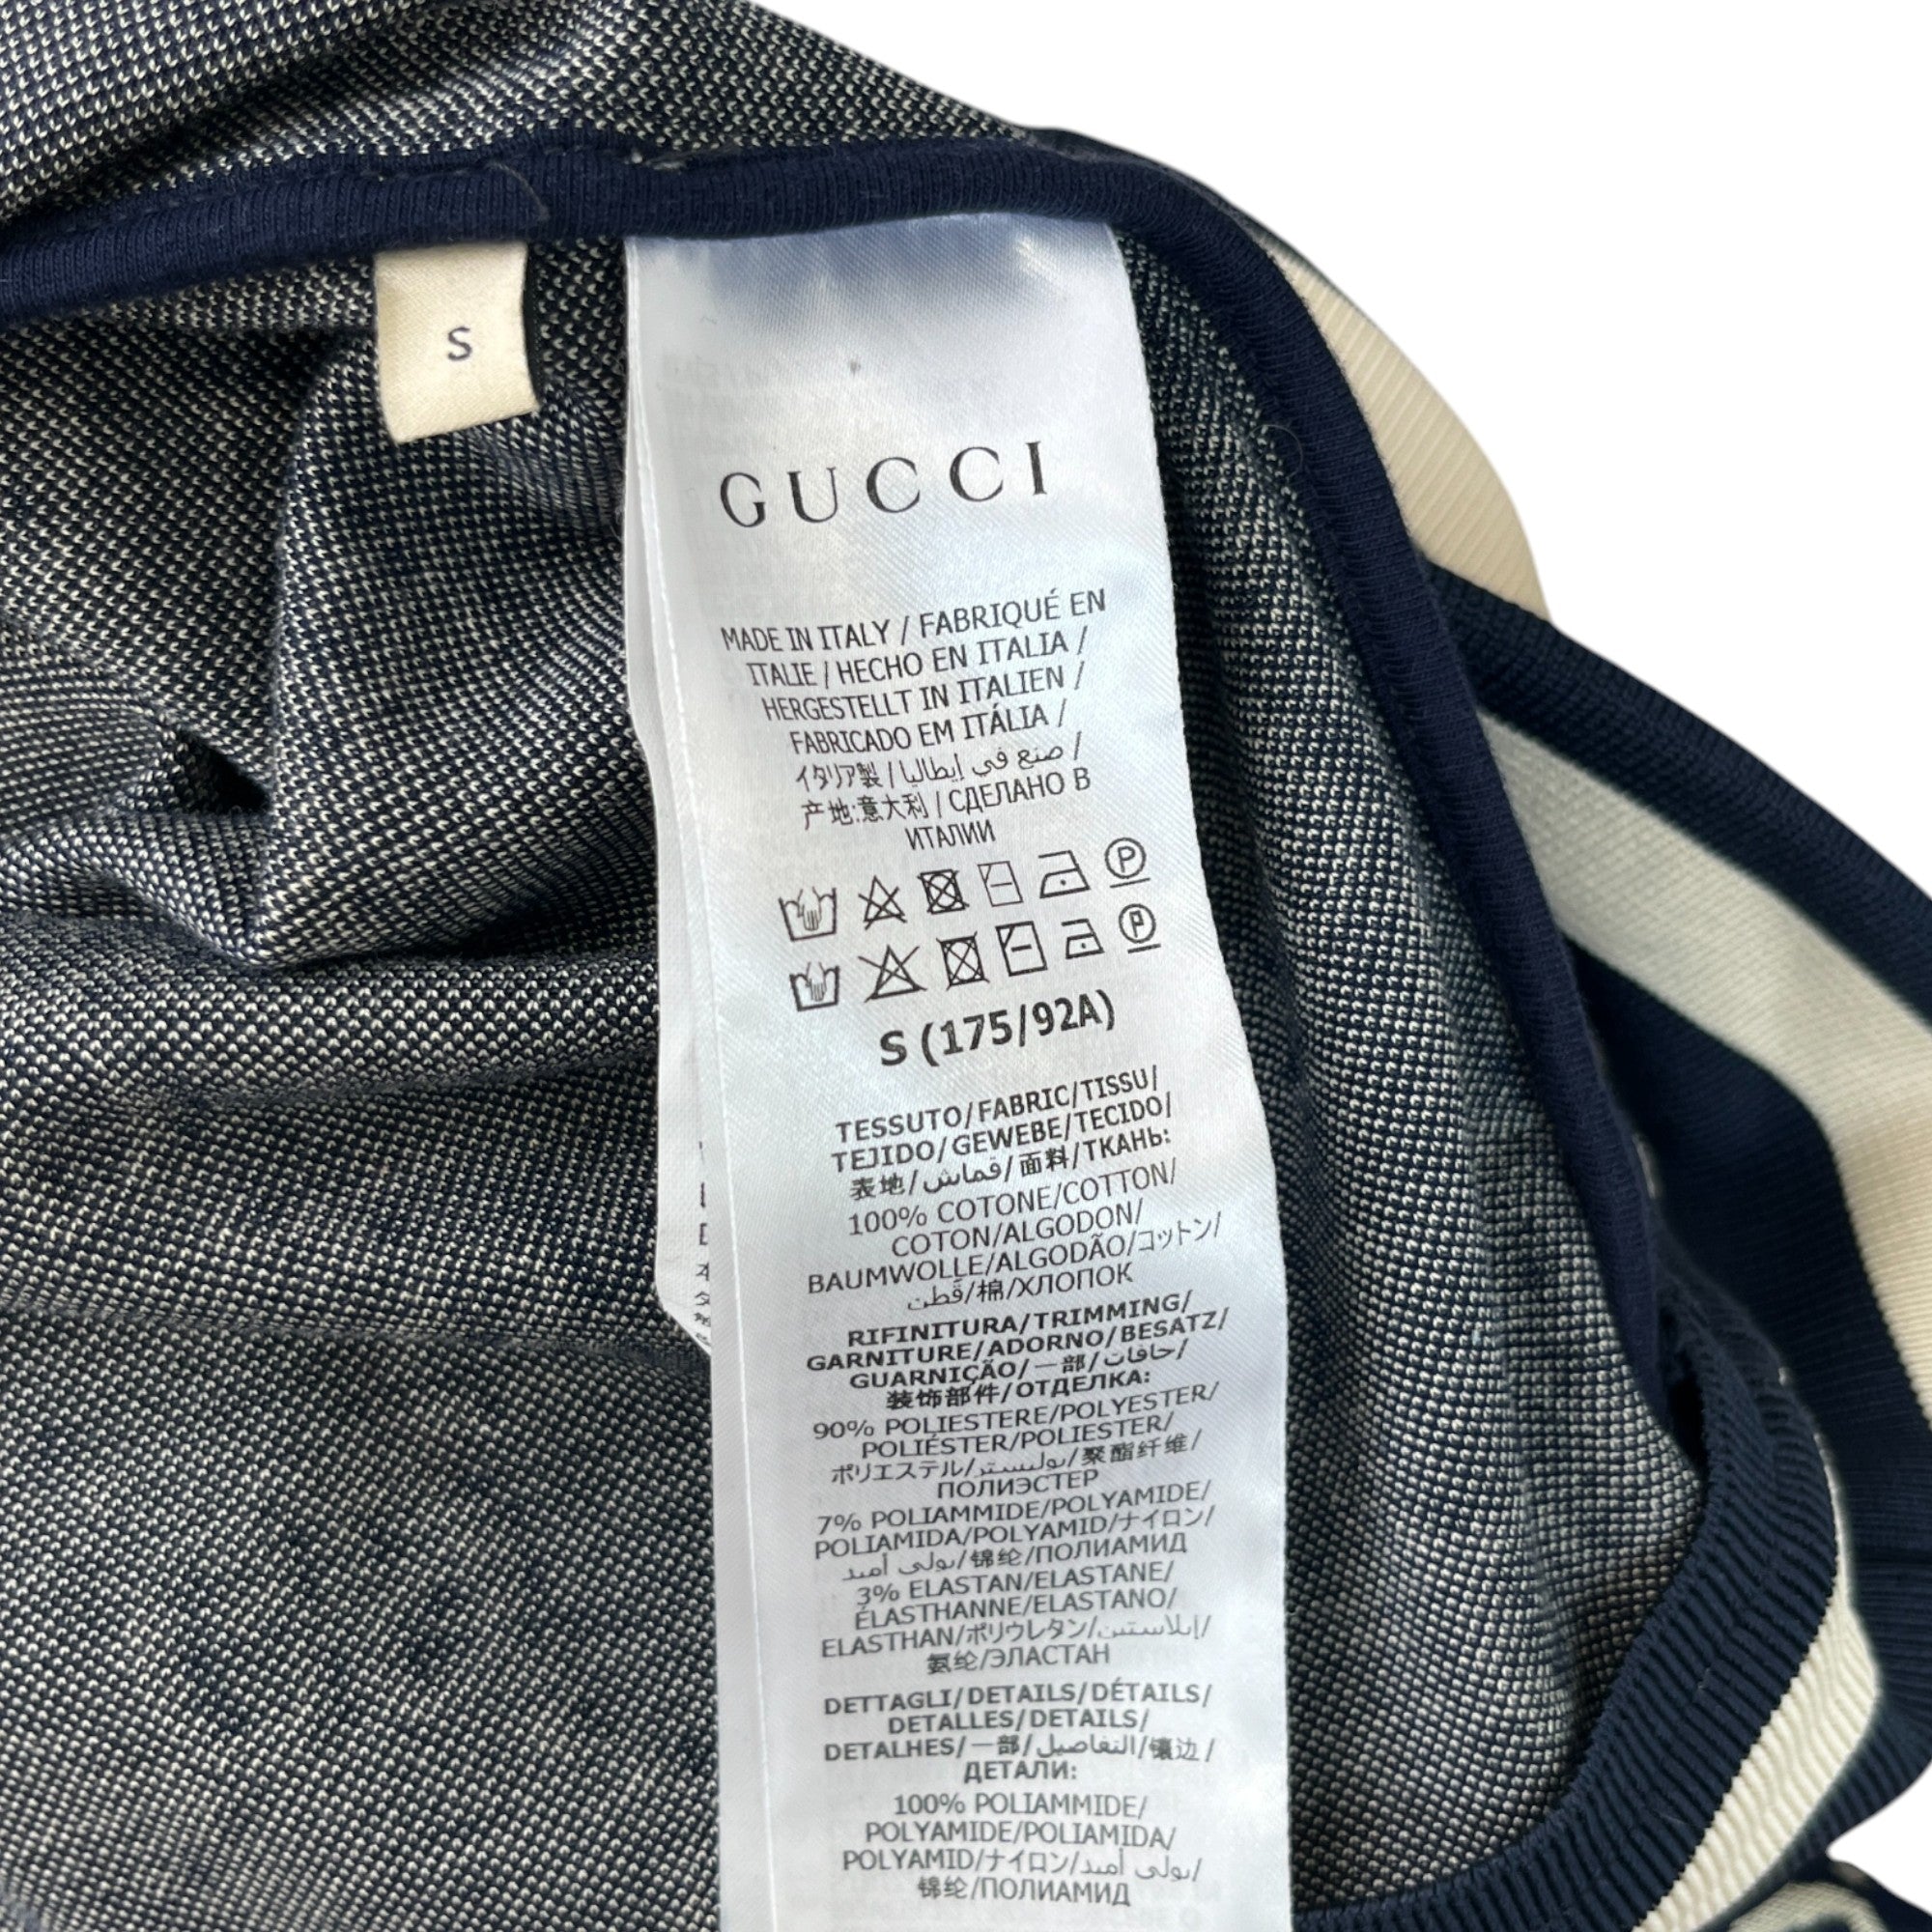 S
GUCCI
MADE IN ITALY / FABRIQUÉ EN
ITALIE / HECHO EN ITALIA /
HERGESTELLT IN ITALIEN /
FABRICADO EM ITÁLIA /
イタリア製 / صنع في إيطاليا /
产地:意大利 / СДЕЛАНО В
ИТАЛИИ
P
P
S (175/92A)
TESSUTO/FABRIC/TISSU/
TEJIDO/GEWEBE/TECIDO/
表地/قماش/面料/ТКАНЬ:
100% COTONE/COTTON/
COTON/ALGODON/
BAUMWOLLE/ALGODÃO/コットン/
قطن/棉/ХЛОПОК
RIFINITURA/TRIMMING/
GARNITURE/ADORNO/BESATZ/
GUARNIÇÃO/一部/حافات/
装饰部件/ОТДЕЛКА:
90% POLIESTERE/POLYESTER/
POLIÉSTER/POLIESTER/
ポリエステル/بوليستر/聚酯纤维/
ПОЛИЭСТЕР
7% POLIAMMIDE/POLYAMIDE/
POLIAMIDA/POLYAMID/ナイロン/
بولي أميد/锦纶/ПОЛИАМИД
3% ELASTAN/ELASTANE/
ÉLASTHANNE/ELASTANO/
ELASTHAN/ポリウレタン/إيلاستين/
氨纶/ЭЛАСТАН
DETTAGLI/DETAILS/DÉTAILS/
DETALLES/DETAILS/
DETALHES/一部/التفاصيل/镶边/
ДЕТАЛИ:
100% POLIAMMIDE/
POLYAMIDE/POLIAMIDA/
POLYAMID/ナイロン/بولي أميد/
锦纶/ПОЛИАМИД